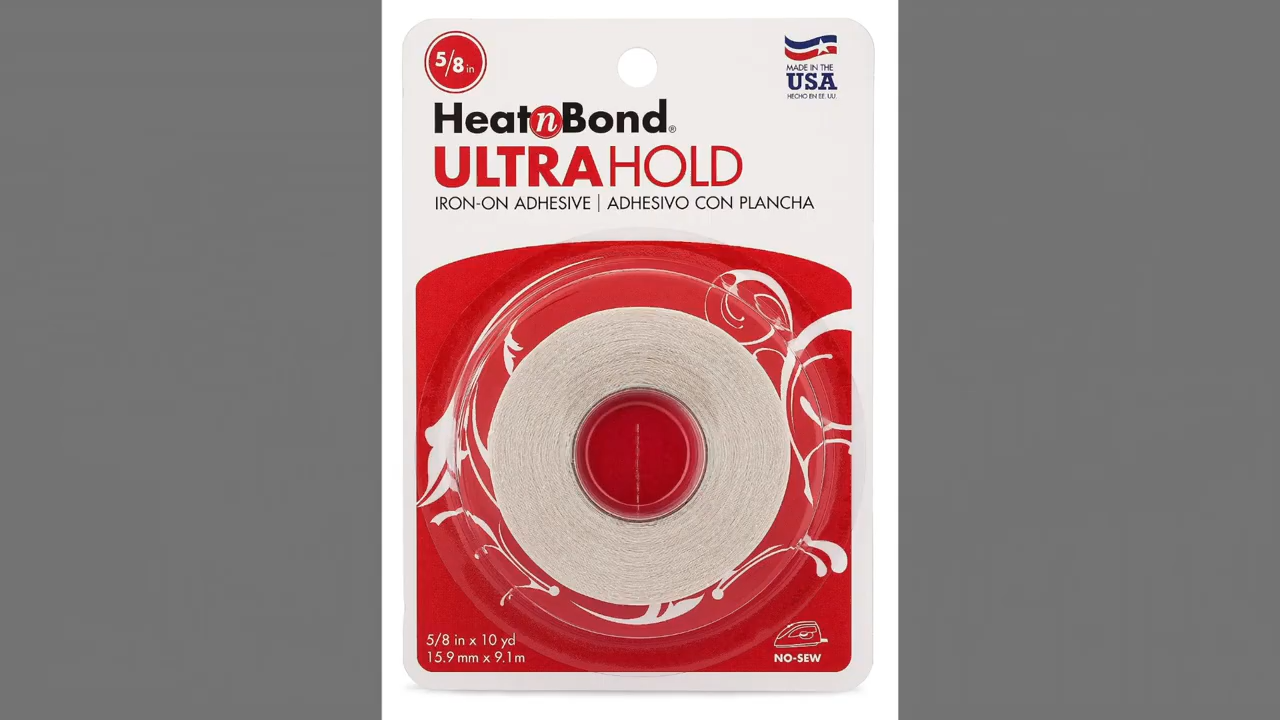 5/8 in
MADE IN THE
USA
HECHO EN EE. UU.
HeatnBond®
ULTRAHOLD
IRON-ON ADHESIVE | ADHESIVO CON PLANCHA
5/8 in x 10 yd
15.9 mm x 9.1m
NO-SEW